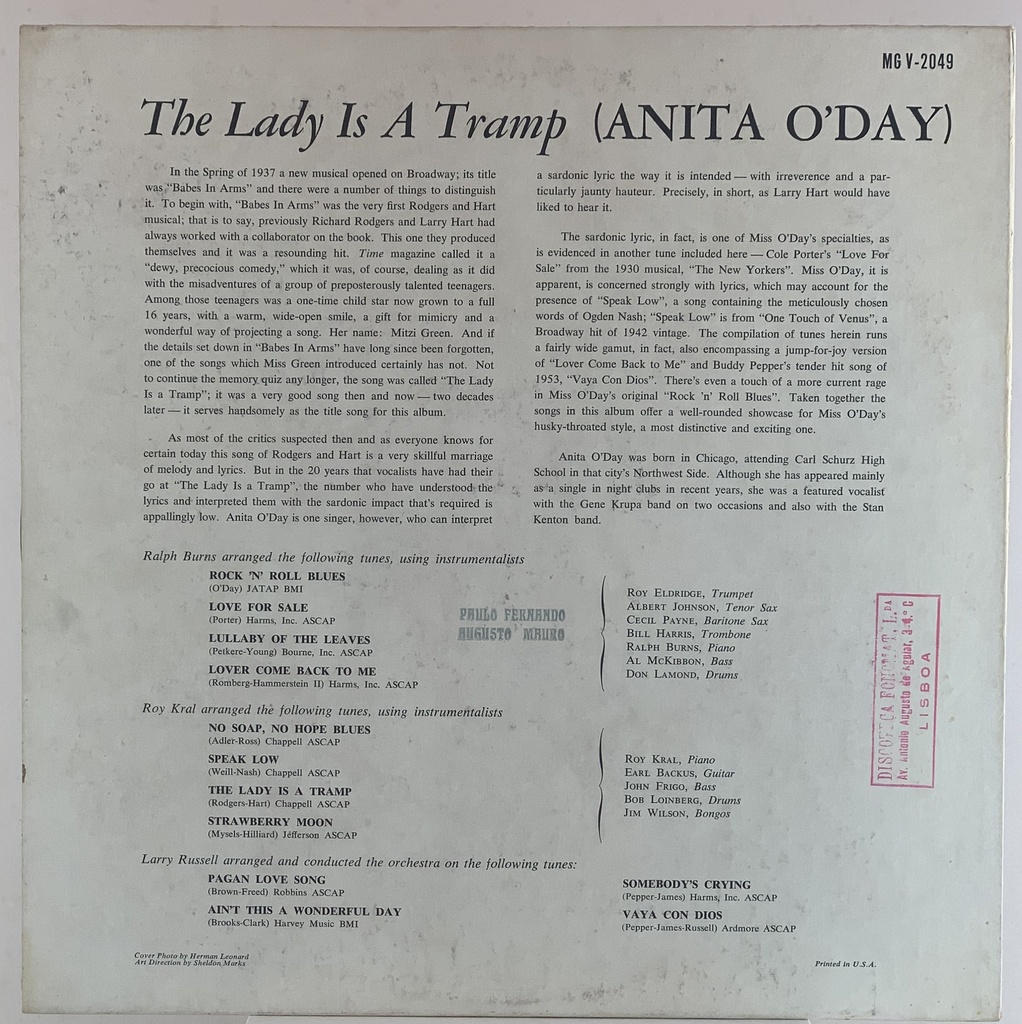 MG V-2049
The Lady Is A Tramp (ANITA O'DAY)
In the Spring of 1937 a new musical opened on Broadway; its title
was "Babes In Arms" and there were a number of things to distinguish
it. To begin with, "Babes In Arms" was the very first Rodgers and Hart
musical; that is to say, previously Richard Rodgers and Larry Hart had
always worked with a collaborator on the book. This one they produced
themselves and it was a resounding hit. Time magazine called it a
"dewy, precocious comedy," which it was, of course, dealing as it did
with the misadventures of a group of preposterously talented teenagers.
Among those teenagers was a one-time child star now grown to a full
16 years, with a warm, wide-open smile, a gift for mimicry and a
wonderful way of projecting a song. Her name: Mitzi Green. And if
the details set down in "Babes In Arms" have long since been forgotten,
one of the songs which Miss Green introduced certainly has not. Not
to continue the memory quiz any longer, the song was called "The Lady
Is a Tramp"; it was a very good song then and now — two decades
later — it serves handsomely as the title song for this album.
As most of the critics suspected then and as everyone knows for
certain today this song of Rodgers and Hart is a very skillful marriage
of melody and lyrics. But in the 20 years that vocalists have had their
go at "The Lady Is a Tramp", the number who have understood the
lyrics and interpreted them with the sardonic impact that's required is
appallingly low. Anita O'Day is one singer, however, who can interpret
a sardonic lyric the way it is intended — with irreverence and a par-
ticularly jaunty hauteur. Precisely, in short, as Larry Hart would have
liked to hear it.
The sardonic lyric, in fact, is one of Miss O'Day's specialties, as
is evidenced in another tune included here — Cole Porter's "Love For
Sale" from the 1930 musical, "The New Yorkers". Miss O'Day, it is
apparent, is concerned strongly with lyrics, which may account for the
presence of "Speak Low", a song containing the meticulously chosen
words of Ogden Nash; "Speak Low" is from "One Touch of Venus", a
Broadway hit of 1942 vintage. The compilation of tunes herein runs
a fairly wide gamut, in fact, also encompassing a jump-for-joy version
of "Lover Come Back to Me" and Buddy Pepper's tender hit song of
1953, "Vaya Con Dios". There's even a touch of a more current rage
in Miss O'Day's original "Rock 'n' Roll Blues". Taken together the
songs in this album offer a well-rounded showcase for Miss O'Day's
husky-throated style, a most distinctive and exciting one.
Anita O'Day was born in Chicago, attending Carl Schurz High
School in that city's Northwest Side. Although she has appeared mainly
as a single in night clubs in recent years, she was a featured vocalist
with the Gene Krupa band on two occasions and also with the Stan
Kenton band.
Ralph Burns arranged the following tunes, using instrumentalists
ROCK 'N' ROLL BLUES
(O'Day) JATAP BMI
LOVE FOR SALE
(Porter) Harms, Inc. ASCAP
LULLABY OF THE LEAVES
(Petkere-Young) Bourne, Inc. ASCAP
LOVER COME BACK TO ME
(Romberg-Hammerstein II) Harms, Inc. ASCAP
ROY ELDRIDGE, Trumpet
ALBERT JOHNSON, Tenor Sax
CECIL PAYNE, Baritone Sax
BILL HARRIS, Trombone
RALPH BURNS, Piano
AL MCKIBBON, Bass
DON LAMOND, Drums
PAULO FERNANDO
AUGUSTO MAURO
Roy Kral arranged the following tunes, using instrumentalists
NO SOAP, NO HOPE BLUES
(Adler-Ross) Chappell ASCAP
SPEAK LOW
(Weill-Nash) Chappell ASCAP
THE LADY IS A TRAMP
(Rodgers-Hart) Chappell ASCAP
STRAWBERRY MOON
(Mysels-Hilliard) Jefferson ASCAP
ROY KRAL, Piano
EARL BACKUS, Guitar
JOHN FRIGO, Bass
BOB LOINBERG, Drums
JIM WILSON, Bongos
DISCOTECA L.DA
Av. Antonio Augusto de Aguiar, 3-4.º C
LISBOA
Larry Russell arranged and conducted the orchestra on the following tunes:
PAGAN LOVE SONG
(Brown-Freed) Robbins ASCAP
AIN'T THIS A WONDERFUL DAY
(Brooks-Clark) Harvey Music BMI
SOMEBODY'S CRYING
(Pepper-James) Harms, Inc. ASCAP
VAYA CON DIOS
(Pepper-James-Russell) Ardmore ASCAP
Cover Photo by Herman Leonard
Art Direction by Sheldon Marks
Printed in U.S.A.